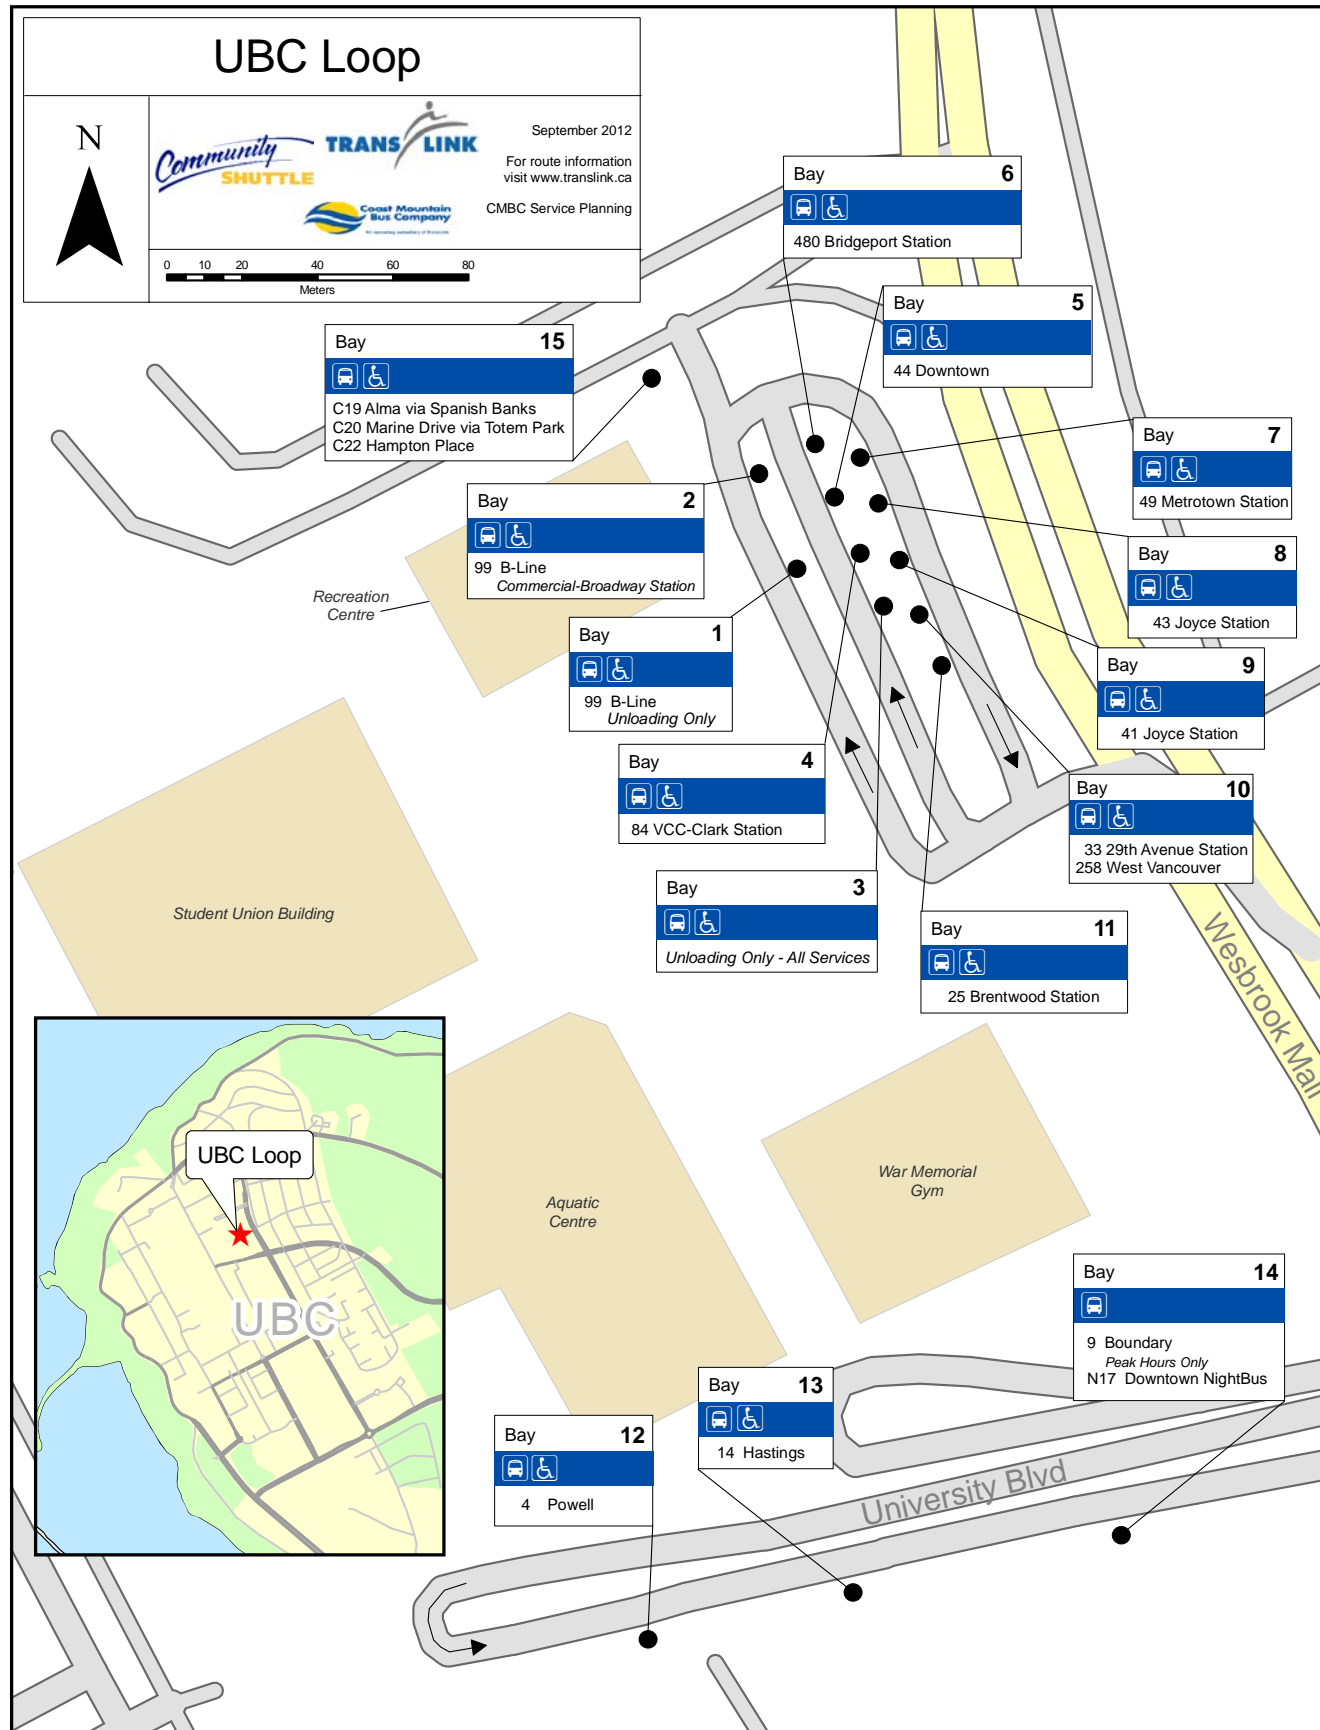 UBC Loop
N
Community
SHUTTLE
TRANS LINK
Coast Mountain
Bus Company
An operating subsidiary of TransLink
September 2012
For route information
visit www.translink.ca
CMBC Service Planning
0 10 20 40 60 80
Meters
Bay 6
480 Bridgeport Station
Bay 5
44 Downtown
Bay 15
C19 Alma via Spanish Banks
C20 Marine Drive via Totem Park
C22 Hampton Place
Bay 7
49 Metrotown Station
Bay 2
99 B-Line
Commercial-Broadway Station
Bay 8
43 Joyce Station
Recreation
Centre
Bay 1
99 B-Line
Unloading Only
Bay 9
41 Joyce Station
Bay 4
84 VCC-Clark Station
Bay 10
33 29th Avenue Station
258 West Vancouver
Bay 3
Unloading Only - All Services
Bay 11
25 Brentwood Station
Student Union Building
Wesbrook Mall
UBC Loop
UBC
Aquatic
Centre
War Memorial
Gym
Bay 14
9 Boundary
Peak Hours Only
N17 Downtown NightBus
Bay 13
14 Hastings
Bay 12
4 Powell
University Blvd